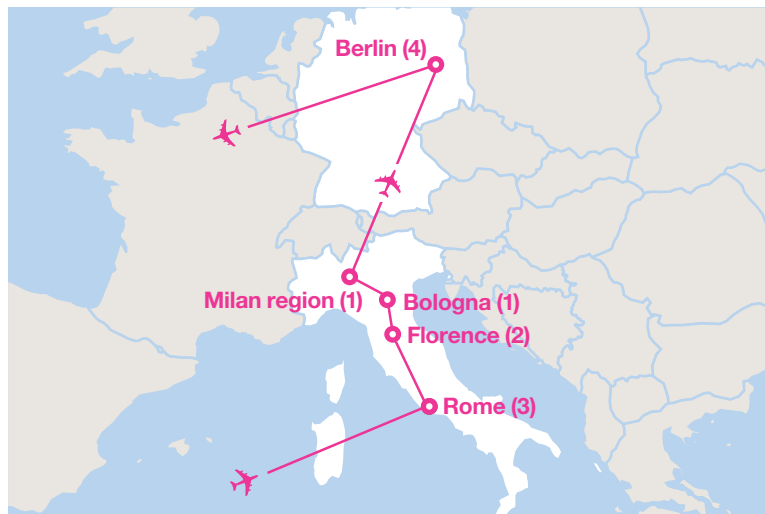 Berlin (4)
Milan region (1)
Bologna (1)
Florence (2)
Rome (3)